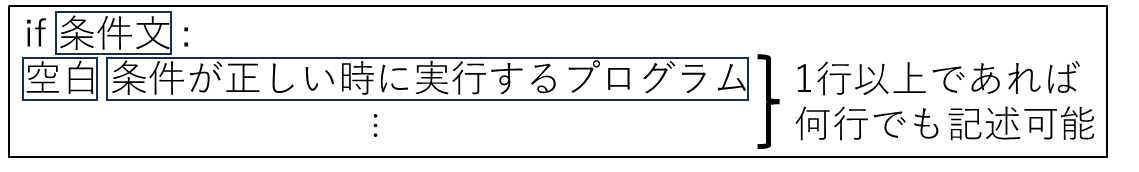 if 条件文 :
空白 条件が正しい時に実行するプログラム
⋮
1行以上であれば
何行でも記述可能